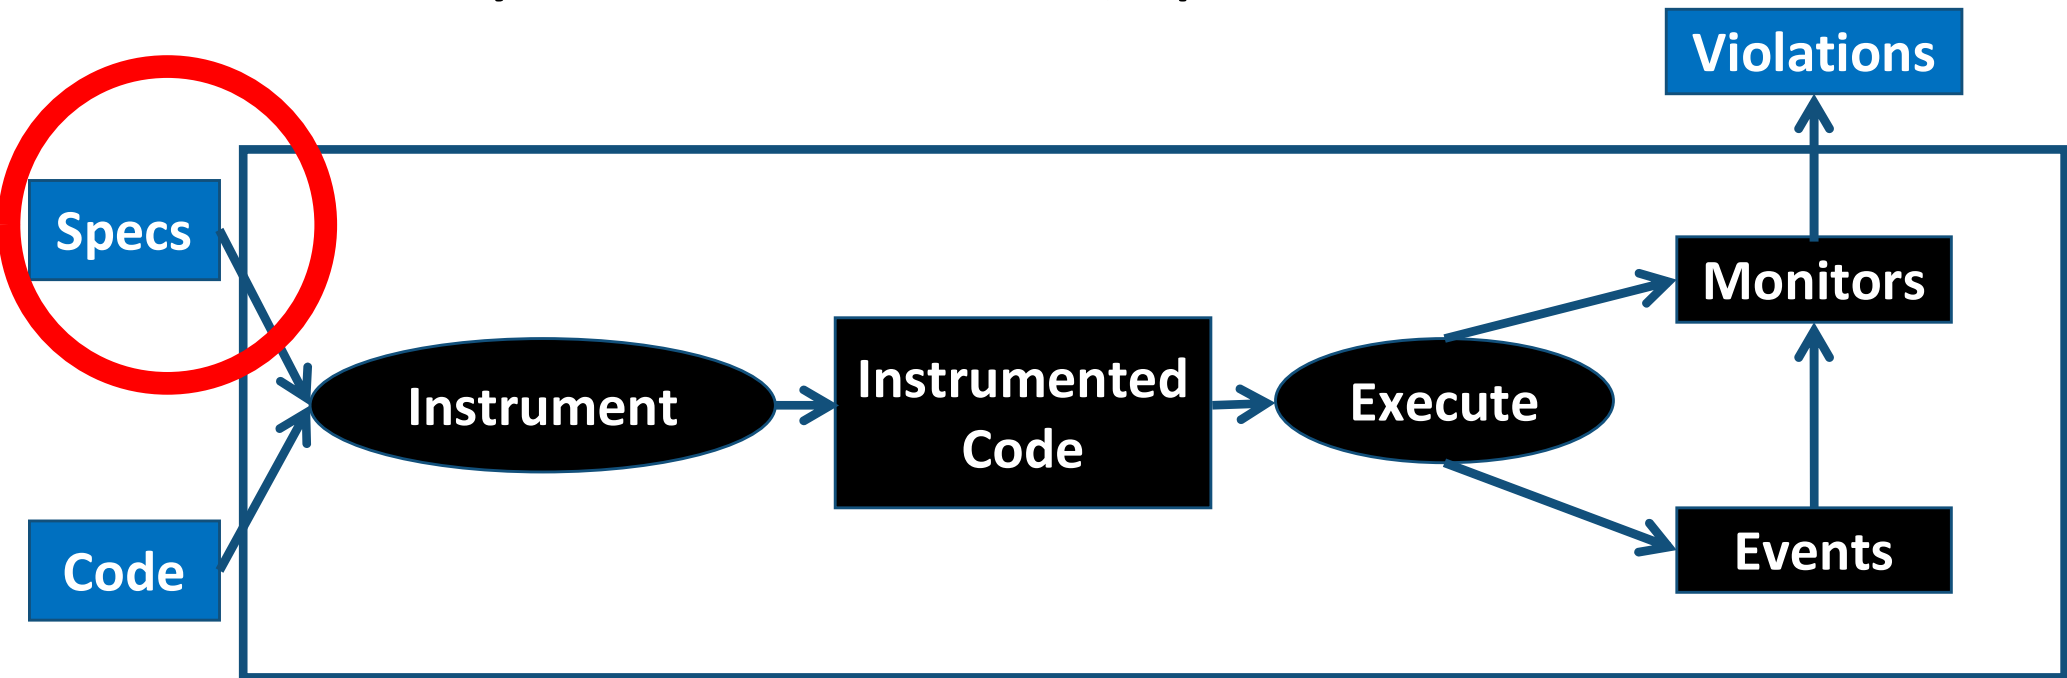 Violations
Specs
Monitors
Instrument
Instrumented
Code
Execute
Code
Events